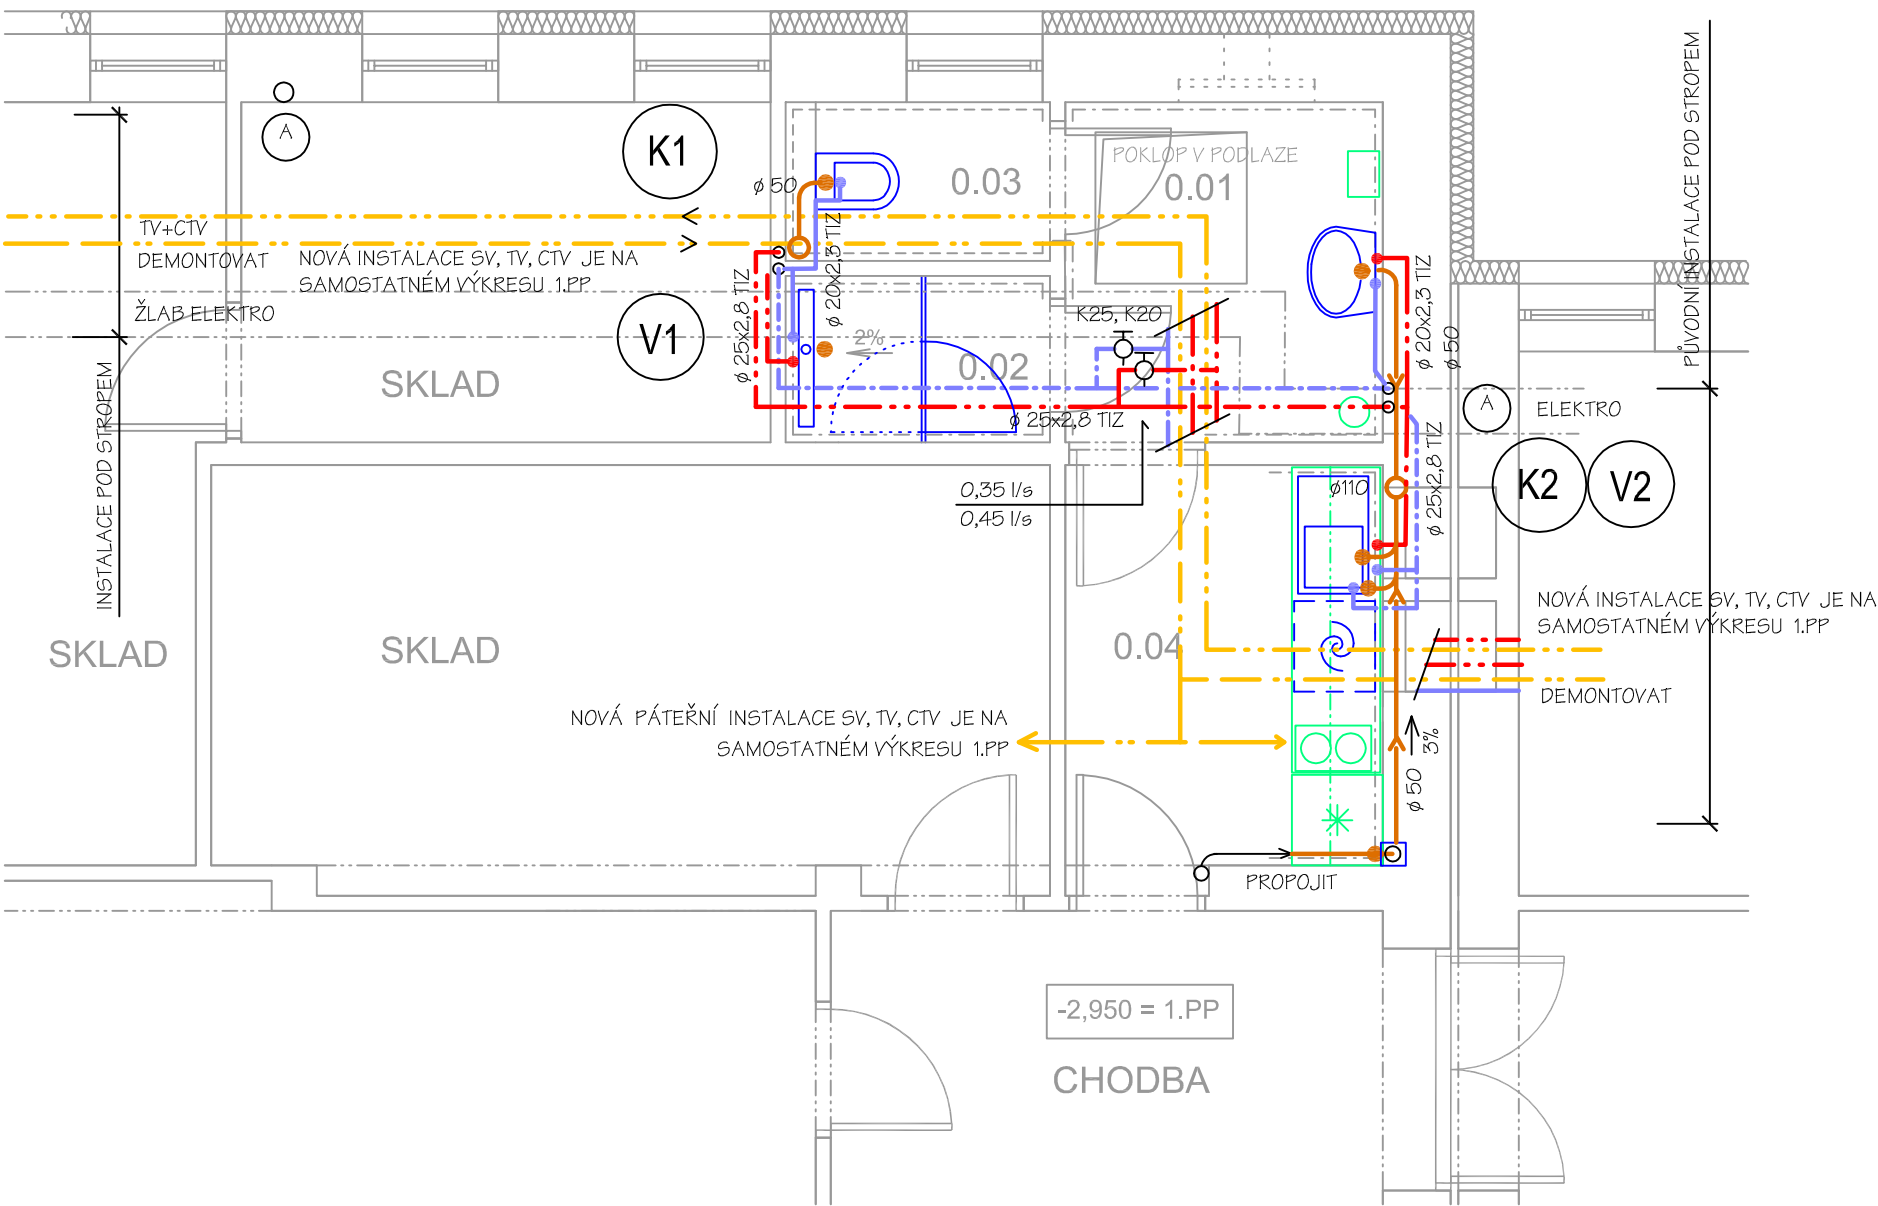 K1
A
POKLOP V PODLAZE
0.03
0.01
ϕ 50
TV+CTV
DEMONTOVAT
NOVÁ INSTALACE SV, TV, CTV JE NA
SAMOSTATNÉM VÝKRESU 1.PP
ŽLAB ELEKTRO
V1
ϕ 25x2,8 TIZ
ϕ 20x2,3 TIZ
2%
0.02
K25, K20
ϕ 20x2,3 TIZ
ϕ 50
PŮVODNÍ INSTALACE POD STROPEM
INSTALACE POD STROPEM
SKLAD
ϕ 25x2,8 TIZ
A
ELEKTRO
ϕ 25x2,8 TIZ
K2
V2
0,35 l/s
0,45 l/s
ϕ110
SKLAD
SKLAD
0.04
NOVÁ INSTALACE SV, TV, CTV JE NA
SAMOSTATNÉM VÝKRESU 1.PP
DEMONTOVAT
NOVÁ PÁTEŘNÍ INSTALACE SV, TV, CTV JE NA
SAMOSTATNÉM VÝKRESU 1.PP
3%
ϕ 50
PROPOJIT
-2,950 = 1.PP
CHODBA